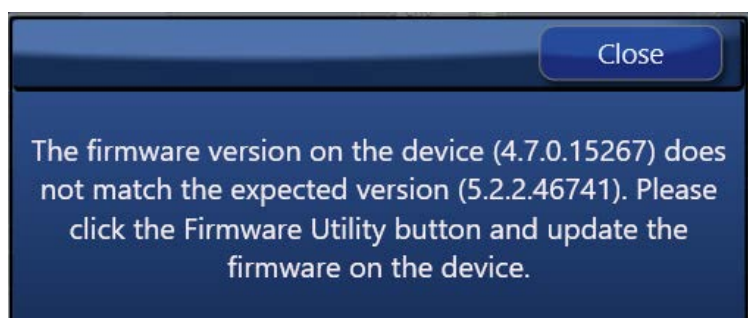 Close
The firmware version on the device (4.7.0.15267) does
not match the expected version (5.2.2.46741). Please
click the Firmware Utility button and update the
firmware on the device.